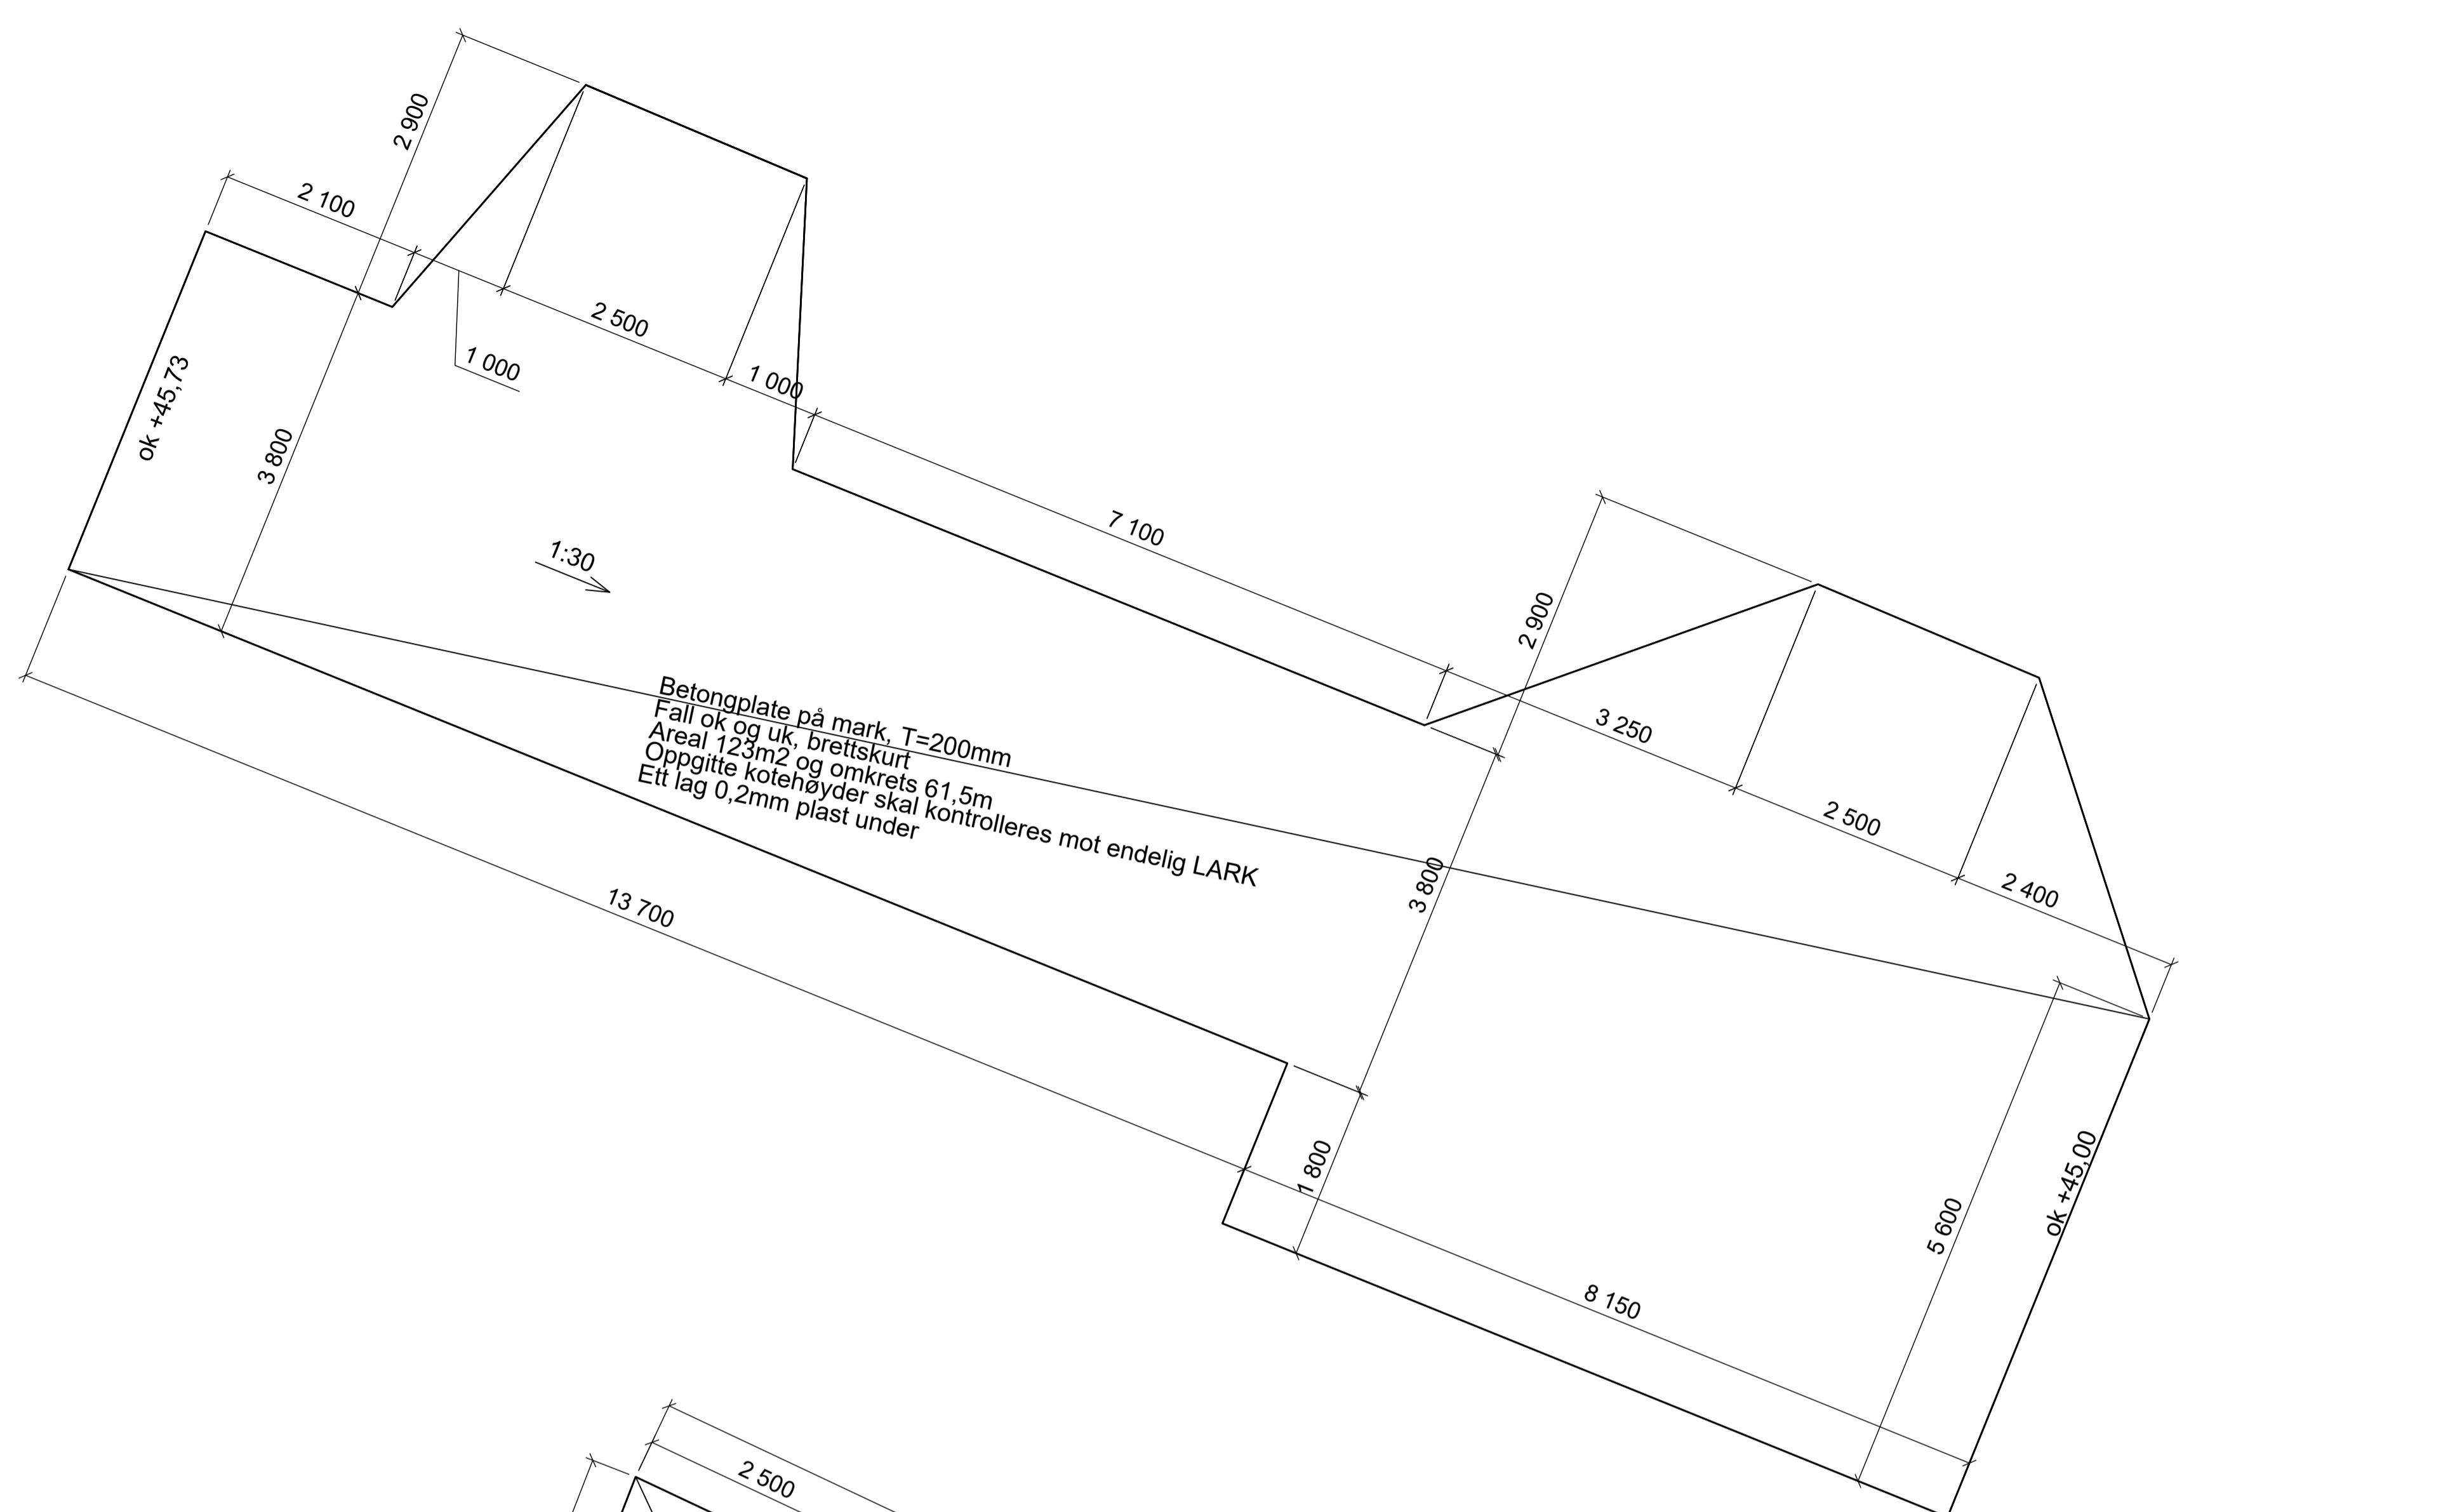 2 900
2 100
2 500
1 000
1 000
ok +45,73
3 800
7 100
1:30
2 900
3 250
2 500
2 400
Betongplate på mark, T=200mm
Fall ok og uk, brettskurt
Areal 123m2 og omkrets 61,5m
Oppgitte kotehøyder skal kontrolleres mot endelig LARK
Ett lag 0,2mm plast under
3 800
13 700
1 800
5 600
ok +45,00
8 150
2 500